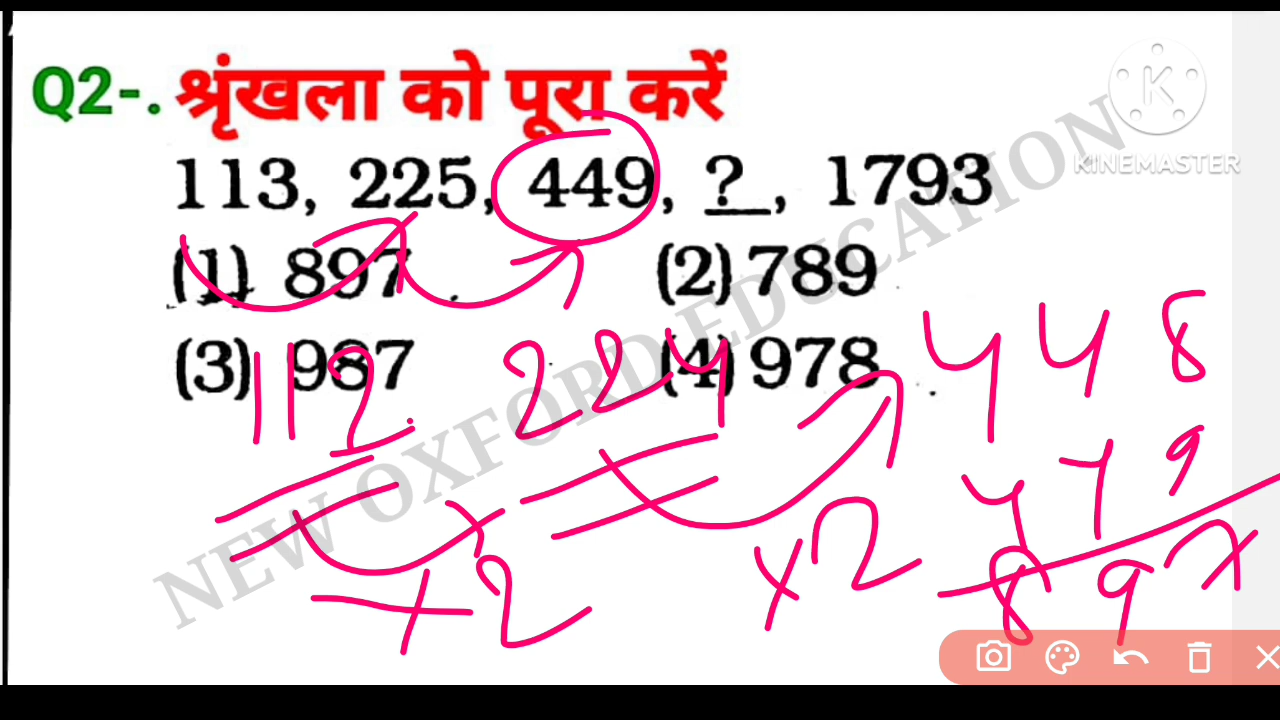 Q2-. श्रृंखला को पूरा करें
113, 225, 449, ?, 1793
(1) 897 (2) 789
(3) 987 (4) 978
112 224 448
449
×2 ×2 897
KINEMASTER
NEW OXFORD EDUCATION